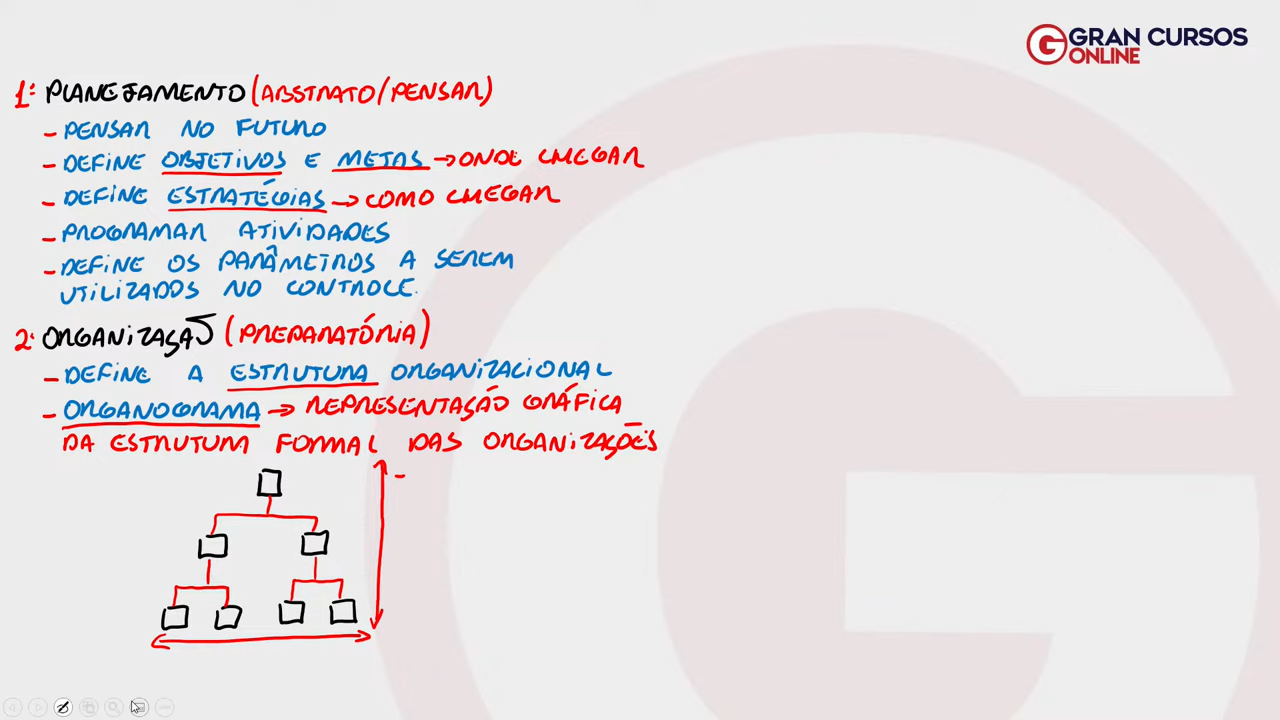 GRAN CURSOS
ONLINE
1: PLANEJAMENTO (ABSTRATO/PENSAR)
- PENSAR NO FUTURO
- DEFINE OBJETIVOS E METAS → ONDE CHEGAR
- DEFINE ESTRATÉGIAS → COMO CHEGAR
- PROGRAMAR ATIVIDADES
- DEFINE OS PARÂMETROS A SEREM
UTILIZADOS NO CONTROLE.
2: ORGANIZAÇÃO (PREPARATÓRIA)
- DEFINE A ESTRUTURA ORGANIZACIONAL
- ORGANOGRAMA → REPRESENTAÇÃO GRÁFICA
DA ESTRUTURA FORMAL DAS ORGANIZAÇÕES
-